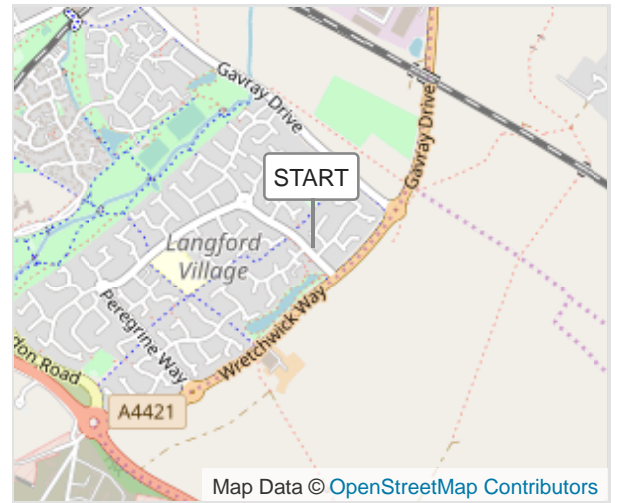 Gavray Drive
Gavray Drive
START
Langford
Village
Peregrine Way
Wretchwick Way
don Road
A4421
Map Data © OpenStreetMap Contributors